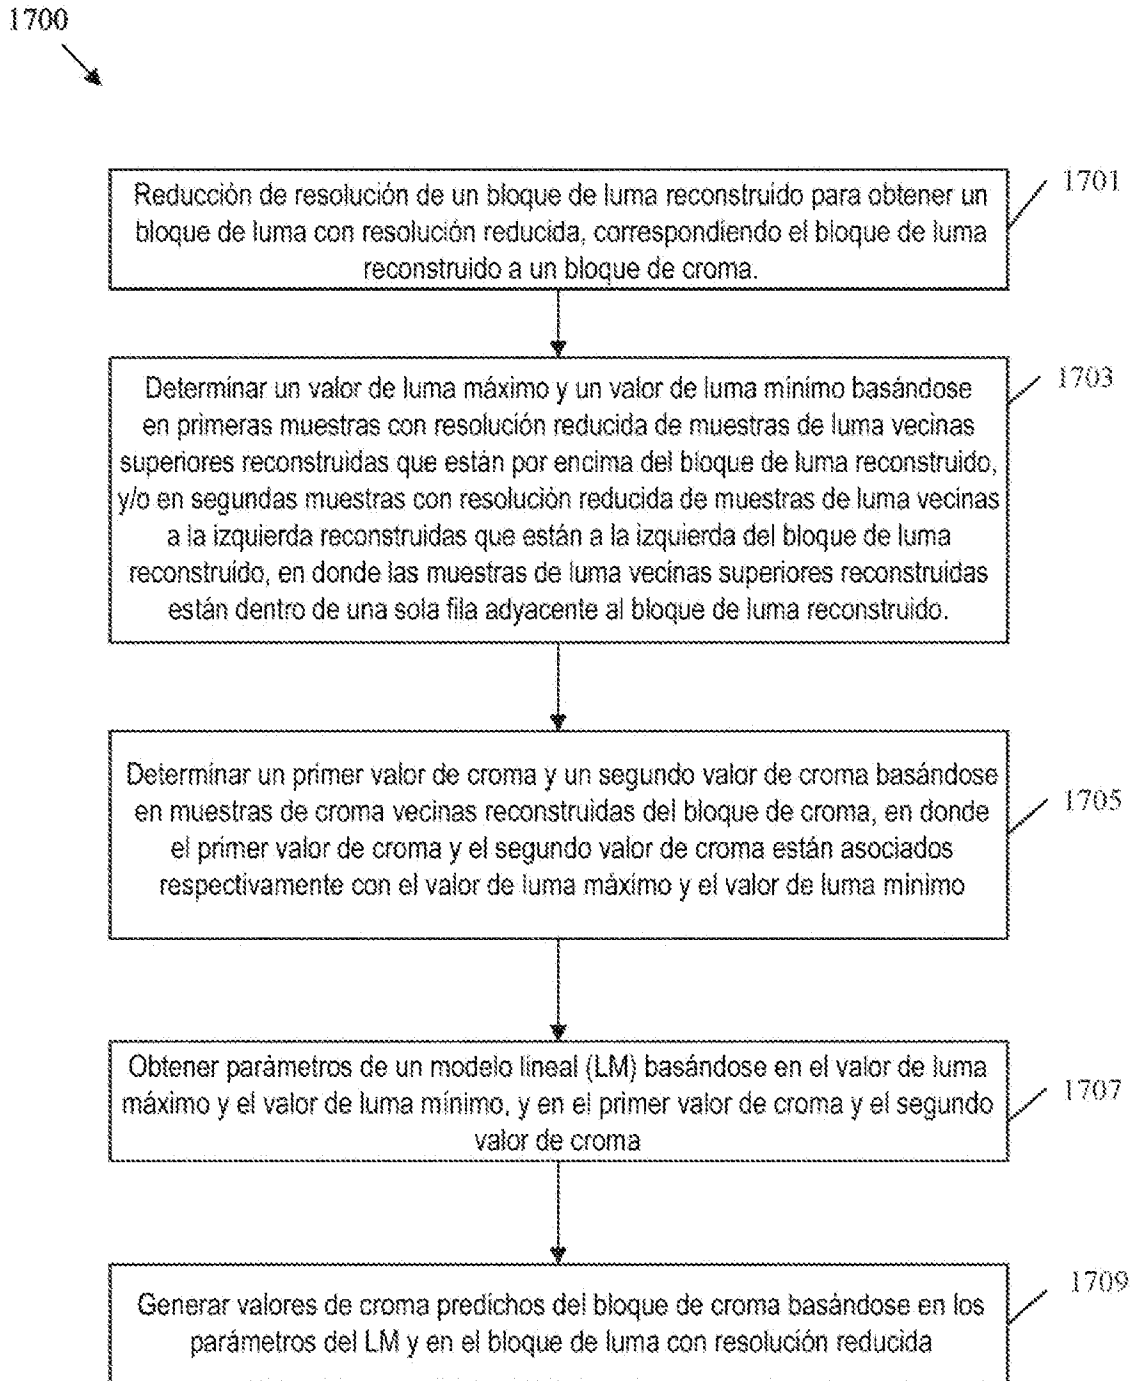 1700
Reducción de resolución de un bloque de luma reconstruido para obtener un
bloque de luma con resolución reducida, correspondiendo el bloque de luma
reconstruido a un bloque de croma.
1701
Determinar un valor de luma máximo y un valor de luma mínimo basándose
en primeras muestras con resolución reducida de muestras de luma vecinas
superiores reconstruidas que están por encima del bloque de luma reconstruido,
y/o en segundas muestras con resolución reducida de muestras de luma vecinas
a la izquierda reconstruidas que están a la izquierda del bloque de luma
reconstruido, en donde las muestras de luma vecinas superiores reconstruidas
están dentro de una sola fila adyacente al bloque de luma reconstruido.
1703
Determinar un primer valor de croma y un segundo valor de croma basándose
en muestras de croma vecinas reconstruidas del bloque de croma, en donde
el primer valor de croma y el segundo valor de croma están asociados
respectivamente con el valor de luma máximo y el valor de luma mínimo
1705
Obtener parámetros de un modelo lineal (LM) basándose en el valor de luma
máximo y el valor de luma mínimo, y en el primer valor de croma y el segundo
valor de croma
1707
Generar valores de croma predichos del bloque de croma basándose en los
parámetros del LM y en el bloque de luma con resolución reducida
1709